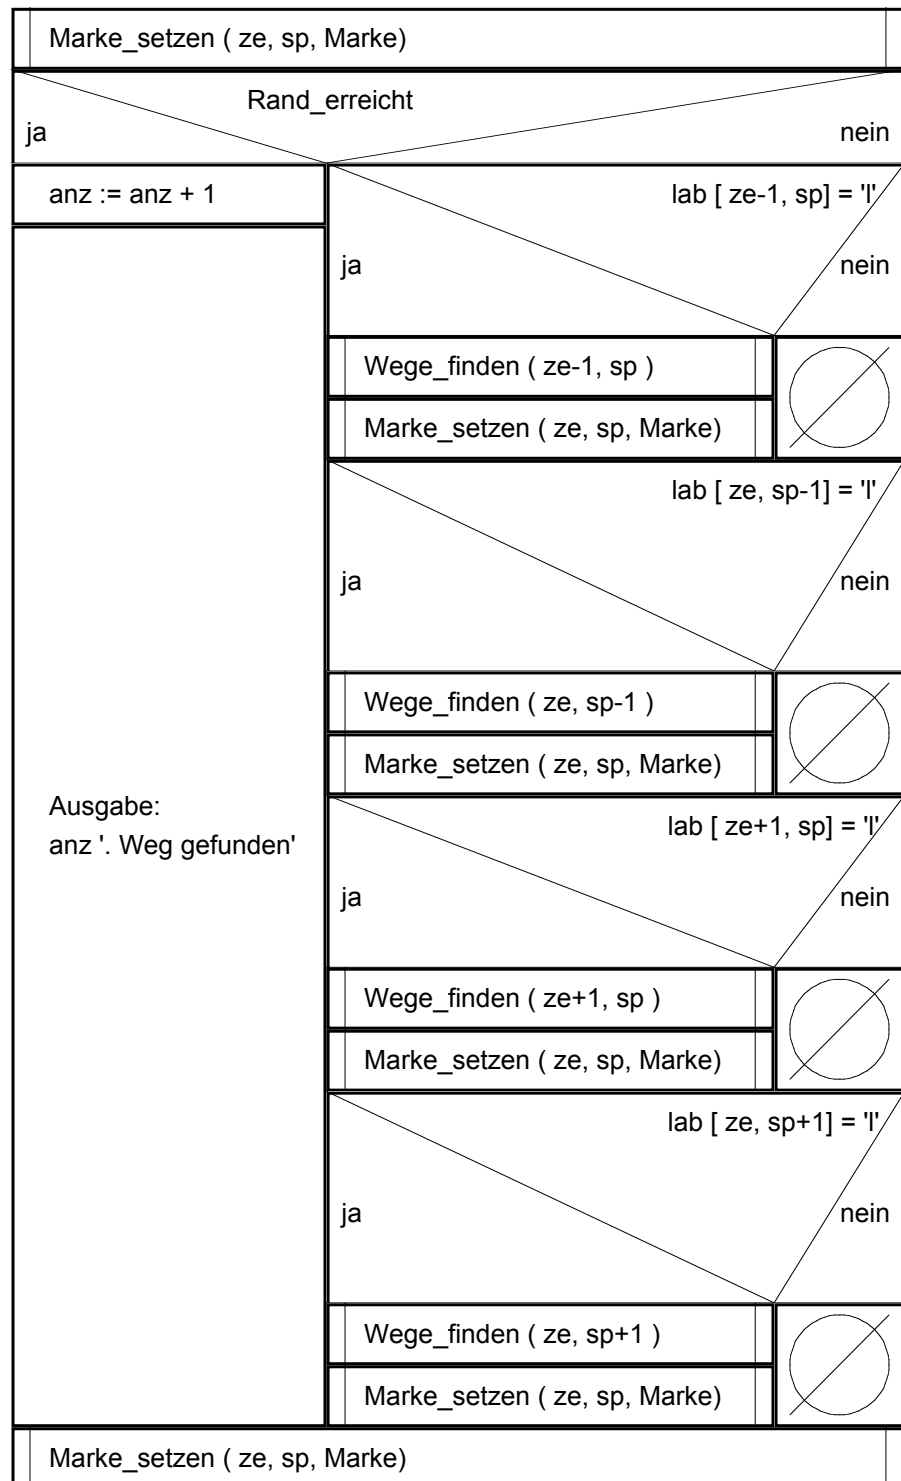 Marke_setzen ( ze, sp, Marke)
Rand_erreicht
ja
nein
anz := anz + 1
lab [ ze-1, sp] = 'l'
ja
nein
Wege_finden ( ze-1, sp )
Marke_setzen ( ze, sp, Marke)
lab [ ze, sp-1] = 'l'
ja
nein
Wege_finden ( ze, sp-1 )
Marke_setzen ( ze, sp, Marke)
Ausgabe:
anz '. Weg gefunden'
lab [ ze+1, sp] = 'l'
ja
nein
Wege_finden ( ze+1, sp )
Marke_setzen ( ze, sp, Marke)
lab [ ze, sp+1] = 'l'
ja
nein
Wege_finden ( ze, sp+1 )
Marke_setzen ( ze, sp, Marke)
Marke_setzen ( ze, sp, Marke)